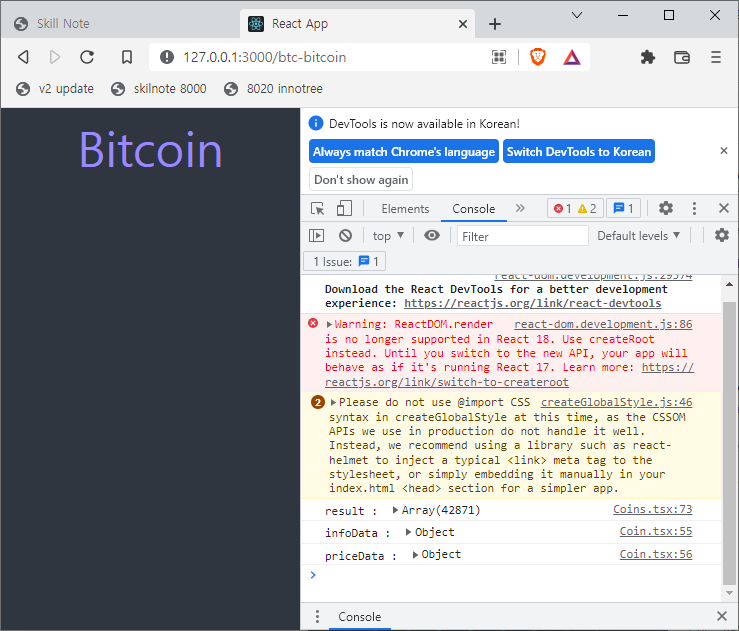 Skill Note
React App
127.0.0.1:3000/btc-bitcoin
v2 update
skilnote 8000
8020 innotree
Bitcoin
DevTools is now available in Korean!
Always match Chrome's language
Switch DevTools to Korean
Don't show again
Elements
Console
1
2
1
top
Filter
Default levels
1 Issue:
1
react-dom.development.js:29574
Download the React DevTools for a better development
experience: https://reactjs.org/link/react-devtools
Warning: ReactDOM.render react-dom.development.js:86
is no longer supported in React 18. Use createRoot
instead. Until you switch to the new API, your app will
behave as if it's running React 17. Learn more: https://
reactjs.org/link/switch-to-createroot
2 Please do not use @import CSS createGlobalStyle.js:46
syntax in createGlobalStyle at this time, as the CSSOM
APIs we use in production do not handle it well.
Instead, we recommend using a library such as react-
helmet to inject a typical <link> meta tag to the
stylesheet, or simply embedding it manually in your
index.html <head> section for a simpler app.
result : Array(42871) Coins.tsx:73
infoData : Object Coin.tsx:55
priceData : Object Coin.tsx:56
Console